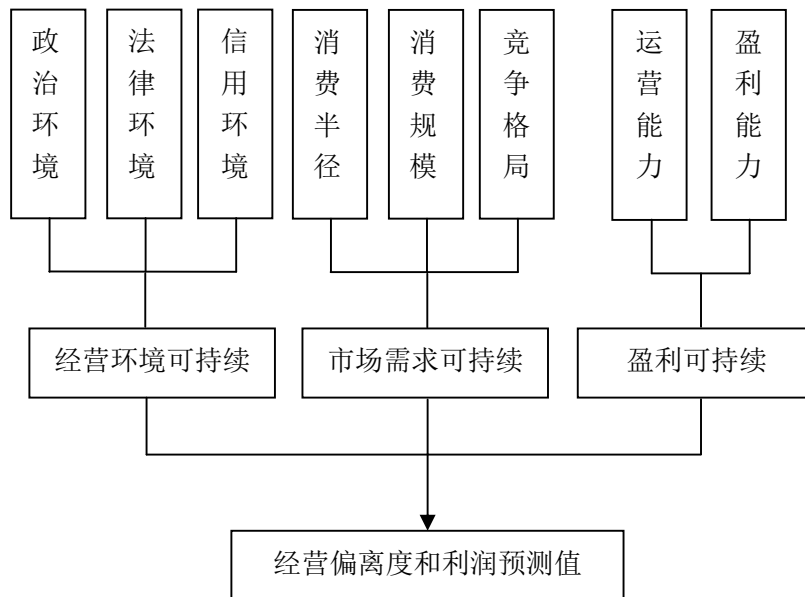 政治环境
法律环境
信用环境
消费半径
消费规模
竞争格局
运营能力
盈利能力
经营环境可持续
市场需求可持续
盈利可持续
经营偏离度和利润预测值